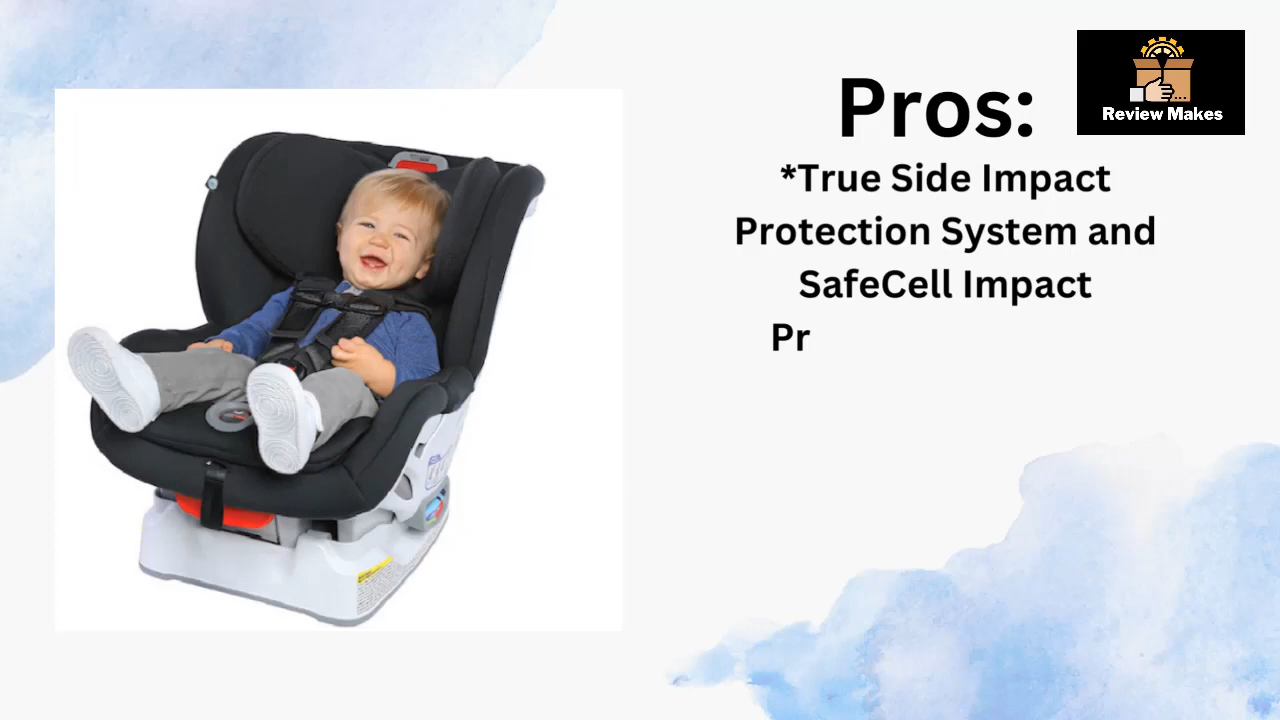 Pros:
Review Makes
*True Side Impact
Protection System and
SafeCell Impact
Pr